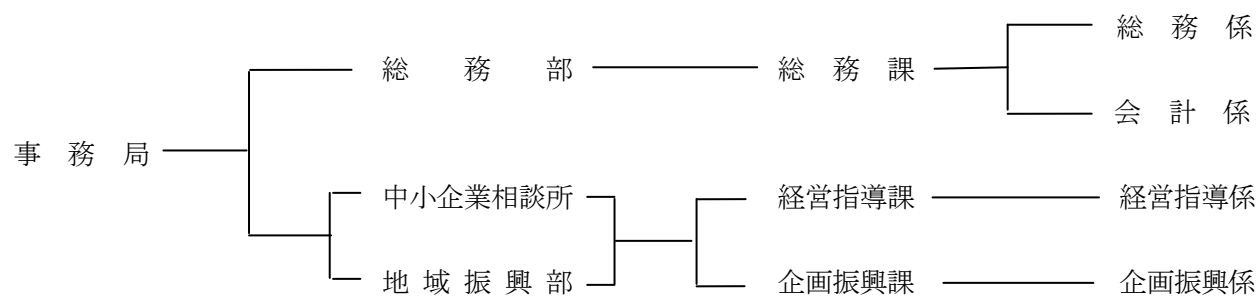 総務係
総務部 総務課
会計係
事務局
中小企業相談所 経営指導課 経営指導係
地域振興部 企画振興課 企画振興係